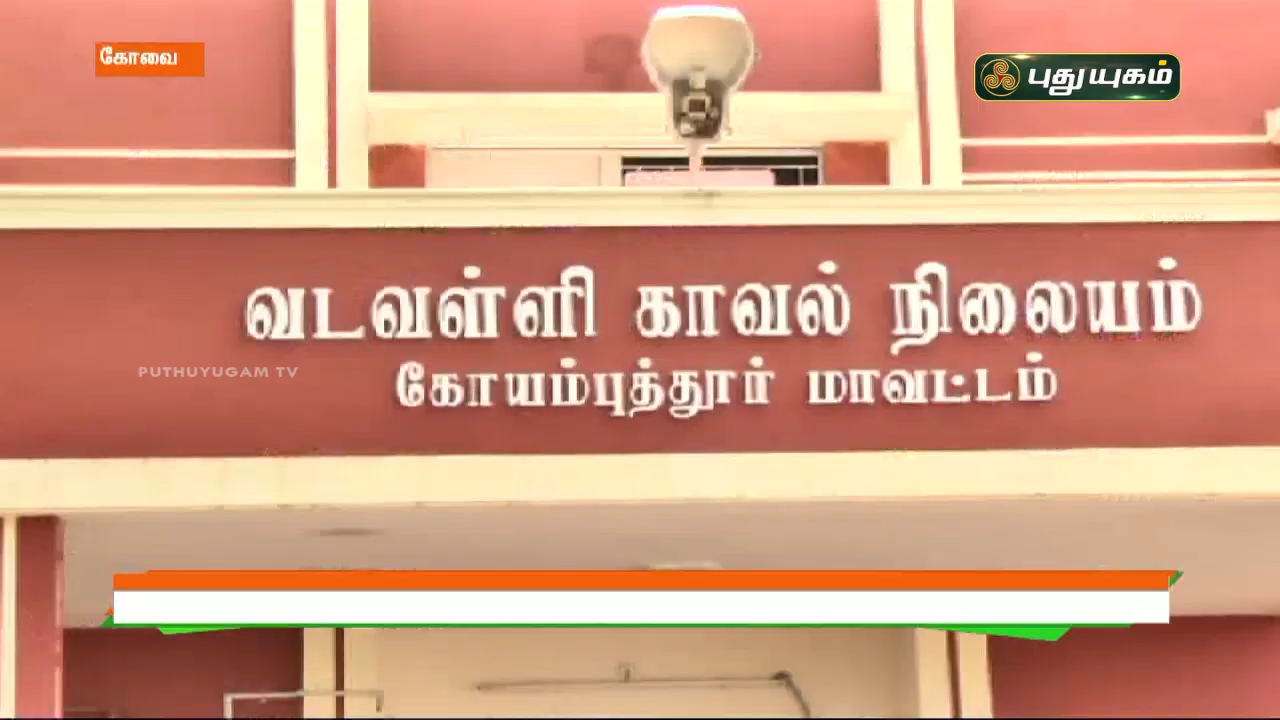 கோவை
புதுயுகம்
வடவள்ளி காவல் நிலையம்
PUTHUYUGAM TV
கோயம்புத்தூர் மாவட்டம்